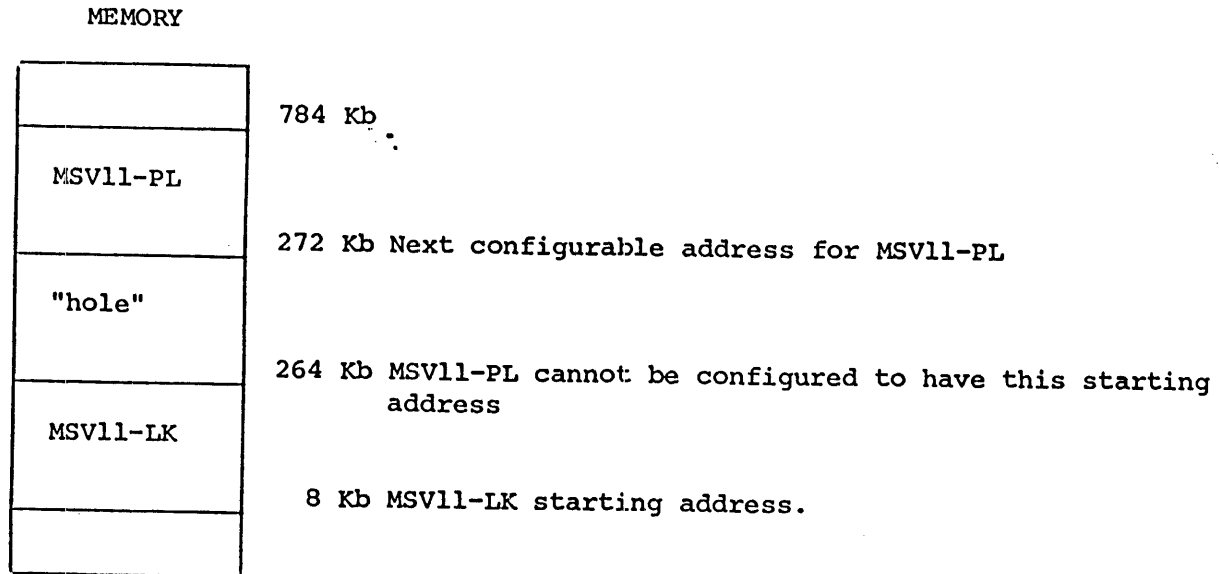 MEMORY
784 Kb
MSV11-PL
272 Kb Next configurable address for MSV11-PL
"hole"
264 Kb MSV11-PL cannot be configured to have this starting
address
MSV11-LK
8 Kb MSV11-LK starting address.